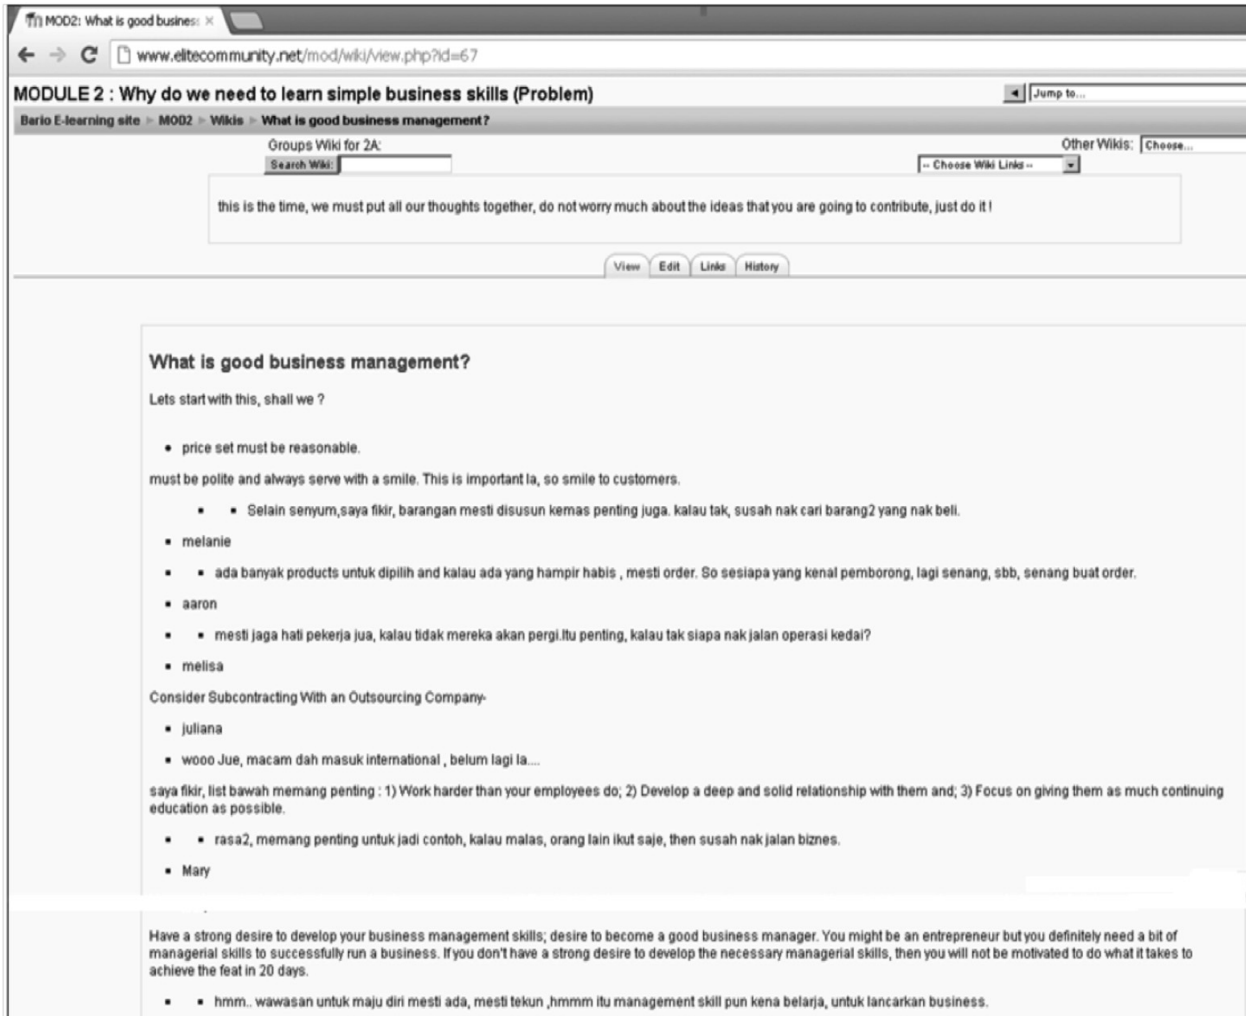 MOD2: What is good busines:
www.elitecommunity.net/mod/wiki/view.php?id=67
MODULE 2 : Why do we need to learn simple business skills (Problem)
Jump to...
Bario E-learning site ► MOD2 ► Wikis ► What is good business management?
Groups Wiki for 2A:
Other Wikis: Choose...
Search Wiki:
-- Choose Wiki Links --
this is the time, we must put all our thoughts together, do not worry much about the ideas that you are going to contribute, just do it !
View Edit Links History
What is good business management?
Lets start with this, shall we ?
• price set must be reasonable.
must be polite and always serve with a smile. This is important la, so smile to customers.
▪ ▪ Selain senyum,saya fikir, barangan mesti disusun kemas penting juga. kalau tak, susah nak cari barang2 yang nak beli.
▪ melanie
▪ ▪ ada banyak products untuk dipilih and kalau ada yang hampir habis , mesti order. So sesiapa yang kenal pemborong, lagi senang, sbb, senang buat order.
▪ aaron
▪ ▪ mesti jaga hati pekerja jua, kalau tidak mereka akan pergi.Itu penting, kalau tak siapa nak jalan operasi kedai?
▪ melisa
Consider Subcontracting With an Outsourcing Company-
▪ juliana
▪ wooo Jue, macam dah masuk international , belum lagi la....
saya fikir, list bawah memang penting : 1) Work harder than your employees do; 2) Develop a deep and solid relationship with them and; 3) Focus on giving them as much continuing
education as possible.
▪ ▪ rasa2, memang penting untuk jadi contoh, kalau malas, orang lain ikut saje, then susah nak jalan biznes.
▪ Mary
Have a strong desire to develop your business management skills; desire to become a good business manager. You might be an entrepreneur but you definitely need a bit of
managerial skills to successfully run a business. If you don't have a strong desire to develop the necessary managerial skills, then you will not be motivated to do what it takes to
achieve the feat in 20 days.
▪ ▪ hmm.. wawasan untuk maju diri mesti ada, mesti tekun ,hmmm itu management skill pun kena belarja, untuk lancarkan business.